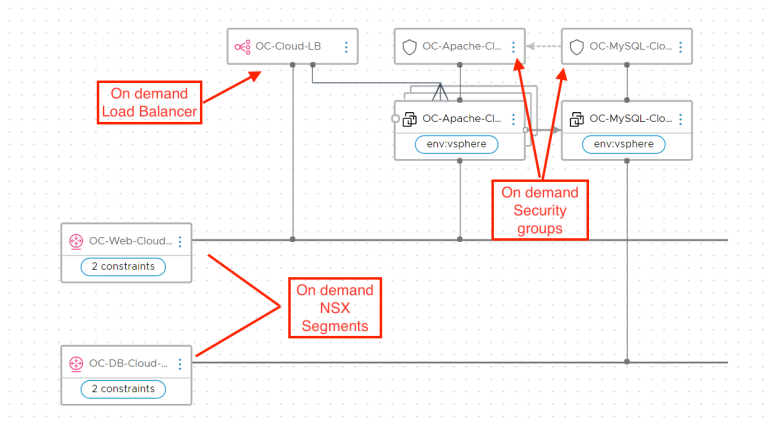 OC-Cloud-LB
OC-Apache-Cl...
OC-MySQL-Clo...
On demand
Load Balancer
OC-Apache-Cl...
env:vsphere
OC-MySQL-Clo...
env:vsphere
On demand
Security
groups
OC-Web-Cloud...
2 constraints
On demand
NSX
Segments
OC-DB-Cloud-...
2 constraints